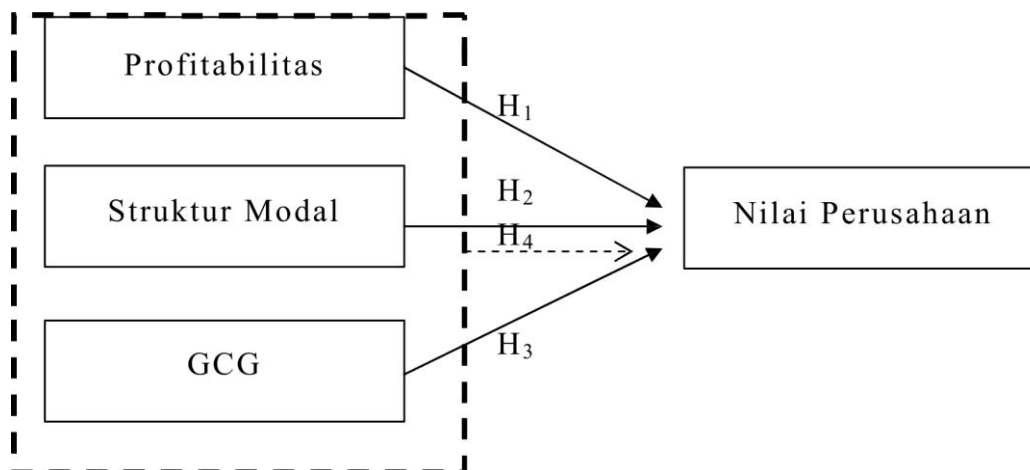 Profitabilitas
H₁
Struktur Modal
H₂
H₄
Nilai Perusahaan
GCG
H₃